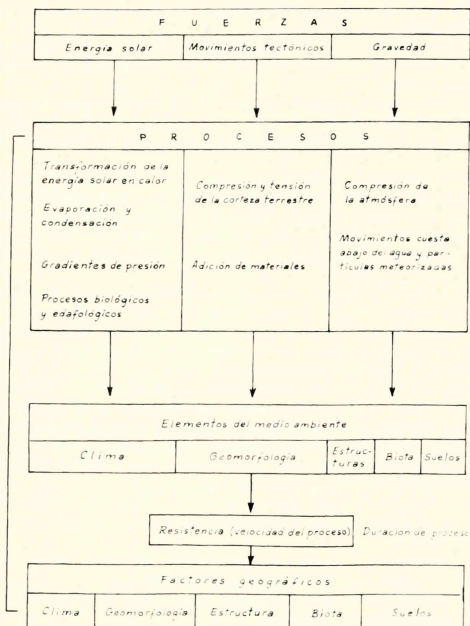 F U E R Z A S
Energía solar
Movimientos tectónicos
Gravedad
P R O C E S O S
Transformación de la
energía solar en calor
Evaporación y
condensación
Gradientes de presión
Procesos biológicos
y edafológicos
Compresión y tensión
de la corteza terrestre
Adición de materiales
Compresión de
la atmósfera
Movimientos cuesta
abajo del agua y par-
tículas meteorizadas
Elementos del medio ambiente
Clima
Geomorfología
Estruc-
turas
Biota
Suelos
Resistencia (velocidad del proceso)
Duración de proceso
Factores geográficos
Clima
Geomorfología
Estructura
Biota
Suelos